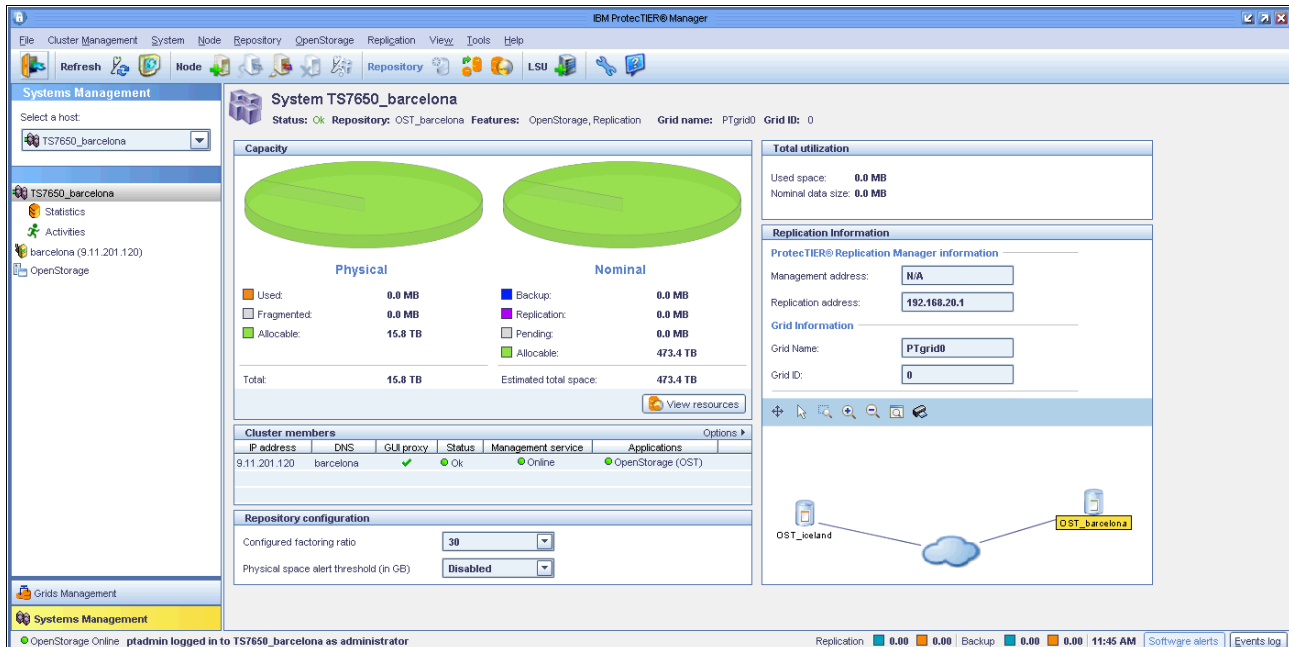 IBM ProtecTIER® Manager
File Cluster Management System Node Repository OpenStorage Replication View Tools Help
Refresh Node Repository LSU
Systems Management
Select a host:
TS7650_barcelona
TS7650_barcelona
Statistics
Activities
barcelona (9.11.201.120)
OpenStorage
Grids Management
Systems Management
System TS7650_barcelona
Status: Ok Repository: OST_barcelona Features: OpenStorage, Replication Grid name: PTgrid0 Grid ID: 0
Capacity
Physical
Used: 0.0 MB
Fragmented: 0.0 MB
Allocable: 15.8 TB
Total: 15.8 TB
Nominal
Backup: 0.0 MB
Replication: 0.0 MB
Pending: 0.0 MB
Allocable: 473.4 TB
Estimated total space: 473.4 TB
View resources
Cluster members Options
IP address DNS GUI proxy Status Management service Applications
9.11.201.120 barcelona Ok Online OpenStorage (OST)
Repository configuration
Configured factoring ratio 30
Physical space alert threshold (in GB) Disabled
Total utilization
Used space: 0.0 MB
Nominal data size: 0.0 MB
Replication Information
ProtecTIER® Replication Manager information
Management address: N/A
Replication address: 192.168.20.1
Grid Information
Grid Name: PTgrid0
Grid ID: 0
OST_iceland
OST_barcelona
OpenStorage Online ptadmin logged in to TS7650_barcelona as administrator
Replication 0.00 0.00 Backup 0.00 0.00 11:45 AM Software alerts Events log